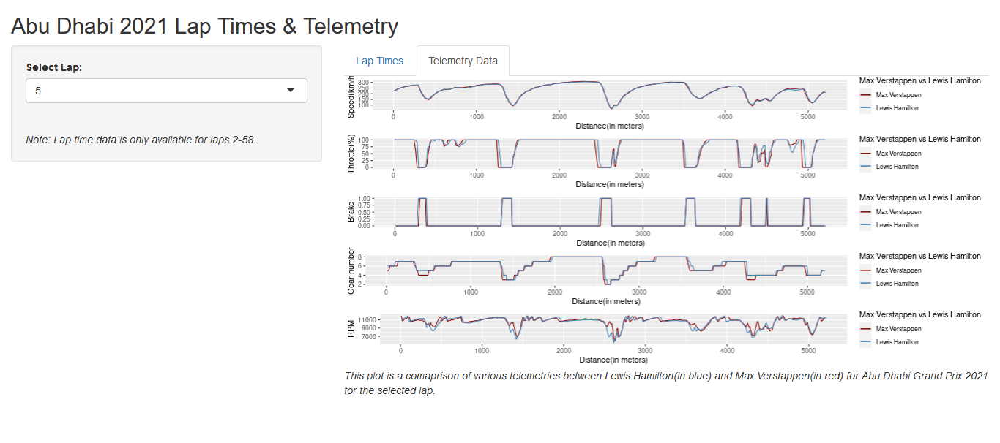 Abu Dhabi 2021 Lap Times & Telemetry
Select Lap:
5
Note: Lap time data is only available for laps 2-58.
Lap Times
Telemetry Data
Speed(km/h
300
250
200
150
100
0 1000 2000 3000 4000 5000
Distance(in meters)
Max Verstappen vs Lewis Hamilton
Max Verstappen
Lewis Hamilton
Throttle(%)
100
75
50
25
0
0 1000 2000 3000 4000 5000
Distance(in meters)
Max Verstappen vs Lewis Hamilton
Max Verstappen
Lewis Hamilton
Brake
1.00
0.75
0.50
0.25
0.00
0 1000 2000 3000 4000 5000
Distance(in meters)
Max Verstappen vs Lewis Hamilton
Max Verstappen
Lewis Hamilton
Gear number
8
6
4
2
0 1000 2000 3000 4000 5000
Distance(in meters)
Max Verstappen vs Lewis Hamilton
Max Verstappen
Lewis Hamilton
RPM
11000
9000
7000
0 1000 2000 3000 4000 5000
Distance(in meters)
Max Verstappen vs Lewis Hamilton
Max Verstappen
Lewis Hamilton
This plot is a comaprison of various telemetries between Lewis Hamilton(in blue) and Max Verstappen(in red) for Abu Dhabi Grand Prix 2021
for the selected lap.